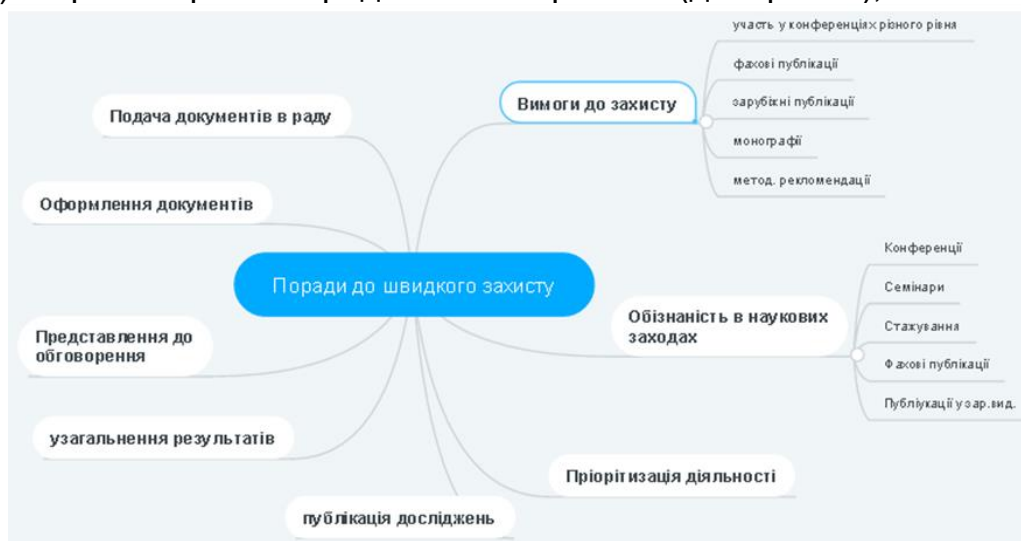 участь у конференціях різного рівня
фахові публікації
Вимоги до захисту
зарубіжні публікації
монографії
метод. рекломендації
Подача документів в раду
Оформлення документів
Поради до швидкого захисту
Конференції
Семінари
Обізнаність в наукових
заходах
Стажування
Фахові публікації
Публіукації у зар.вид.
Представлення до
обговорення
узагальнення результатів
Пріорітизація діяльності
публікація досліджень